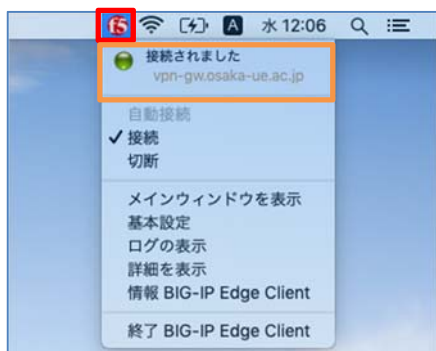 f5 A 水 12:06
接続されました
vpn-gw.osaka-ue.ac.jp
自動接続
✓接続
切断
メインウィンドウを表示
基本設定
ログの表示
詳細を表示
情報 BIG-IP Edge Client
終了 BIG-IP Edge Client